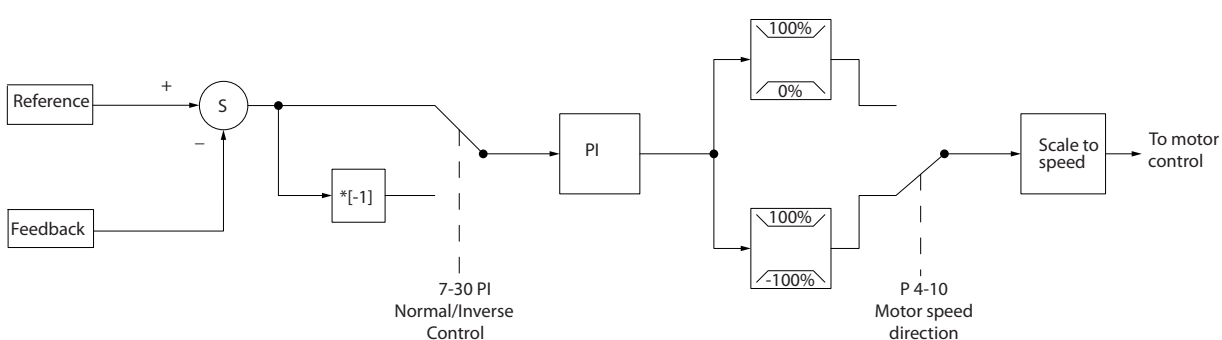 100%
0%
Reference
+
S
−
*[-1]
PI
Scale to
speed
To motor
control
Feedback
100%
-100%
7-30 PI
Normal/Inverse
Control
P 4-10
Motor speed
direction